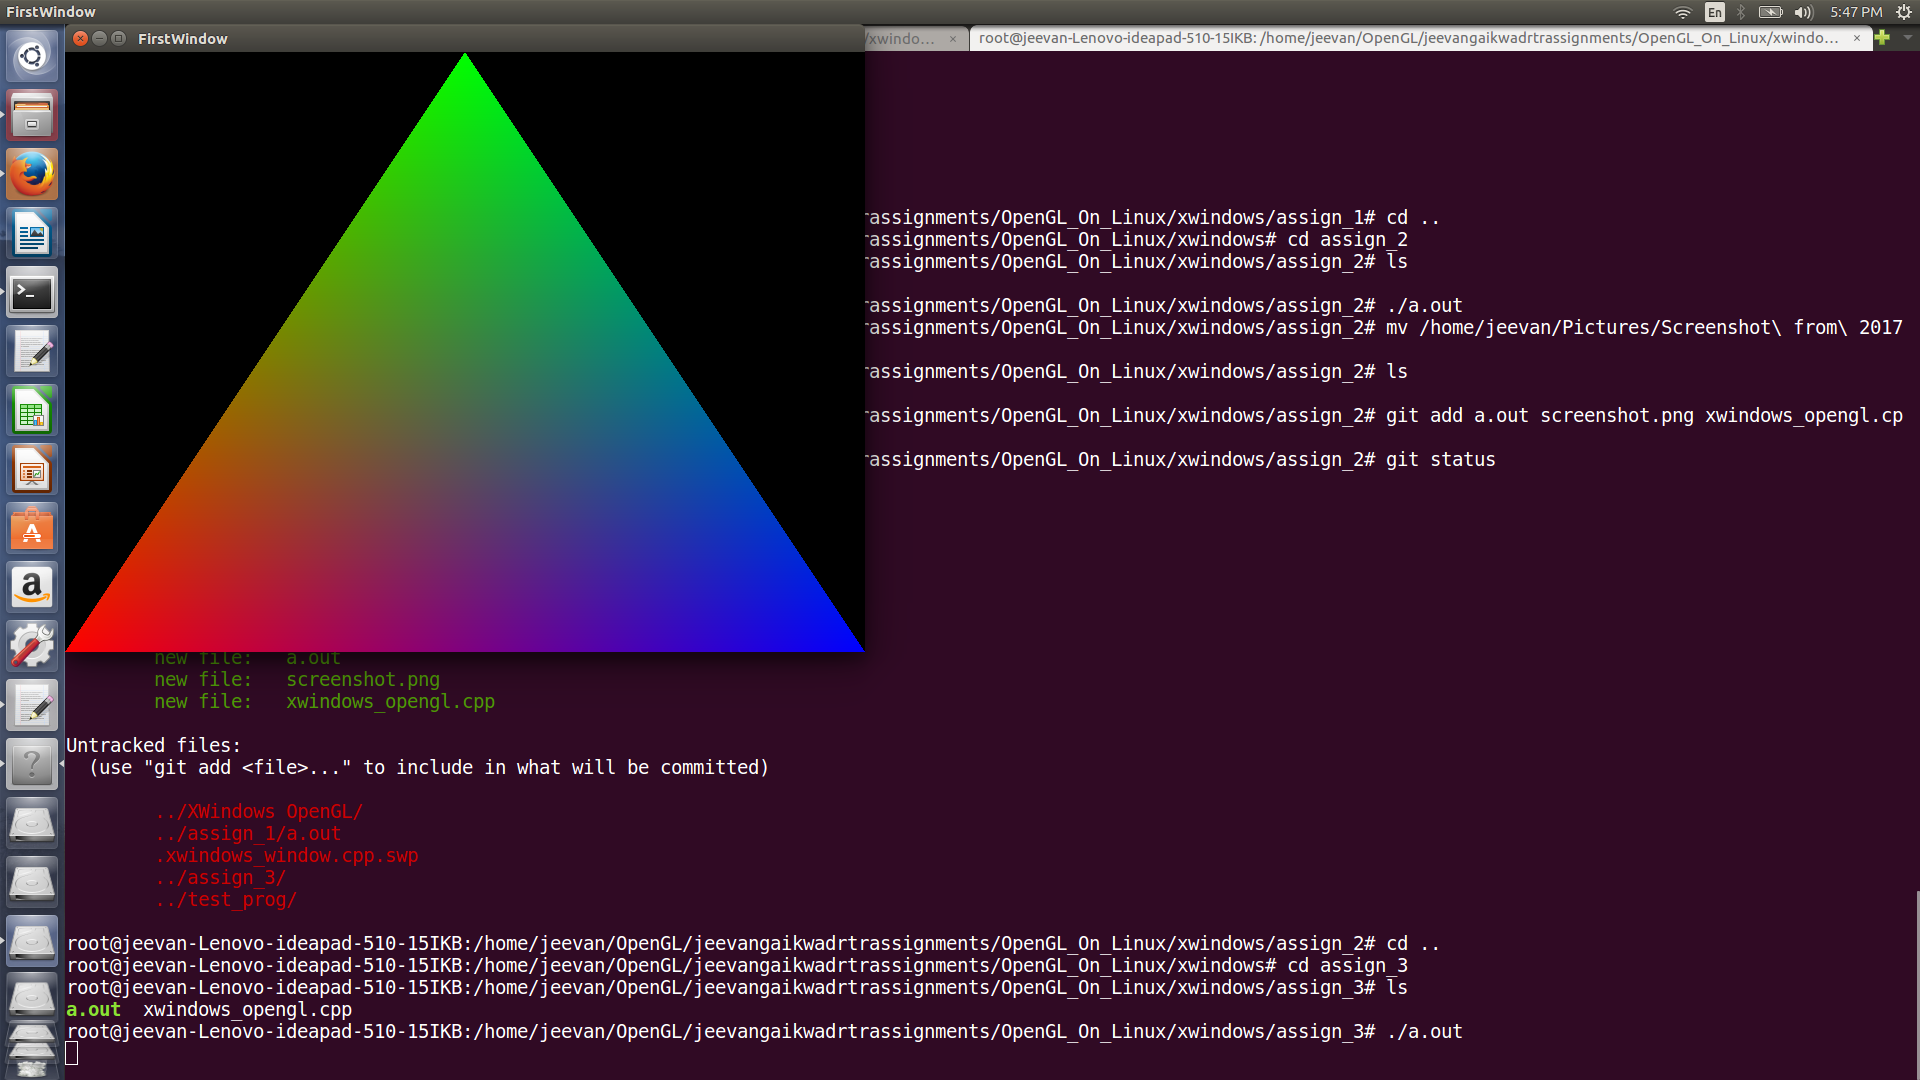 FirstWindow
En
5:47 PM
FirstWindow
/xwindo...
root@jeevan-Lenovo-ideapad-510-15IKB: /home/jeevan/OpenGL/jeevangaikwadrtrassignments/OpenGL_On_Linux/xwindo...
rassignments/OpenGL_On_Linux/xwindows/assign_1# cd ..
rassignments/OpenGL_On_Linux/xwindows# cd assign_2
rassignments/OpenGL_On_Linux/xwindows/assign_2# ls
rassignments/OpenGL_On_Linux/xwindows/assign_2# ./a.out
rassignments/OpenGL_On_Linux/xwindows/assign_2# mv /home/jeevan/Pictures/Screenshot\ from\ 2017
rassignments/OpenGL_On_Linux/xwindows/assign_2# ls
rassignments/OpenGL_On_Linux/xwindows/assign_2# git add a.out screenshot.png xwindows_opengl.cp
rassignments/OpenGL_On_Linux/xwindows/assign_2# git status
new file:   a.out
new file:   screenshot.png
new file:   xwindows_opengl.cpp
Untracked files:
(use "git add <file>..." to include in what will be committed)
../XWindows OpenGL/
../assign_1/a.out
.xwindows_window.cpp.swp
../assign_3/
../test_prog/
root@jeevan-Lenovo-ideapad-510-15IKB:/home/jeevan/OpenGL/jeevangaikwadrtrassignments/OpenGL_On_Linux/xwindows/assign_2# cd ..
root@jeevan-Lenovo-ideapad-510-15IKB:/home/jeevan/OpenGL/jeevangaikwadrtrassignments/OpenGL_On_Linux/xwindows# cd assign_3
root@jeevan-Lenovo-ideapad-510-15IKB:/home/jeevan/OpenGL/jeevangaikwadrtrassignments/OpenGL_On_Linux/xwindows/assign_3# ls
a.out  xwindows_opengl.cpp
root@jeevan-Lenovo-ideapad-510-15IKB:/home/jeevan/OpenGL/jeevangaikwadrtrassignments/OpenGL_On_Linux/xwindows/assign_3# ./a.out